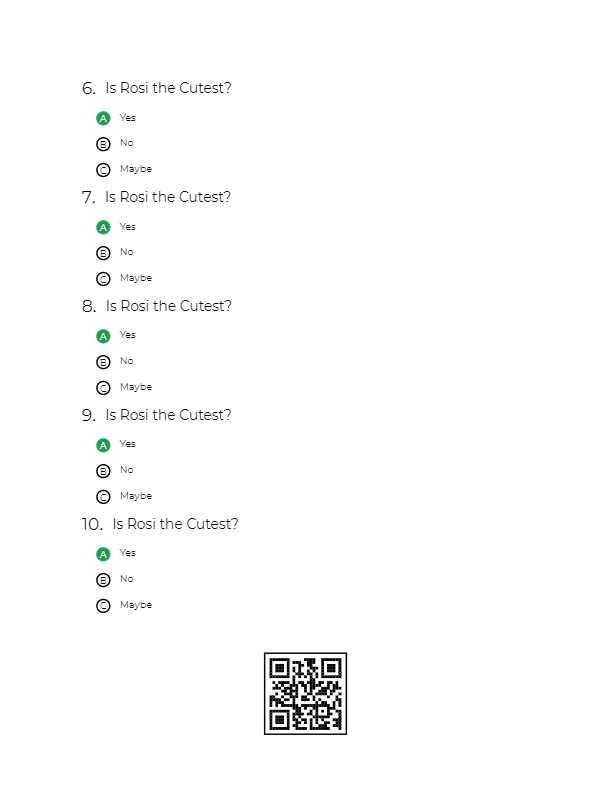 6. Is Rosi the Cutest?
A Yes
B No
C Maybe
7. Is Rosi the Cutest?
A Yes
B No
C Maybe
8. Is Rosi the Cutest?
A Yes
B No
C Maybe
9. Is Rosi the Cutest?
A Yes
B No
C Maybe
10. Is Rosi the Cutest?
A Yes
B No
C Maybe